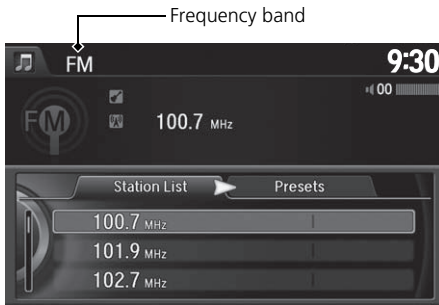 Frequency band
FM 9:30
00
FM 100.7 MHz
Station List Presets
100.7 MHz
101.9 MHz
102.7 MHz